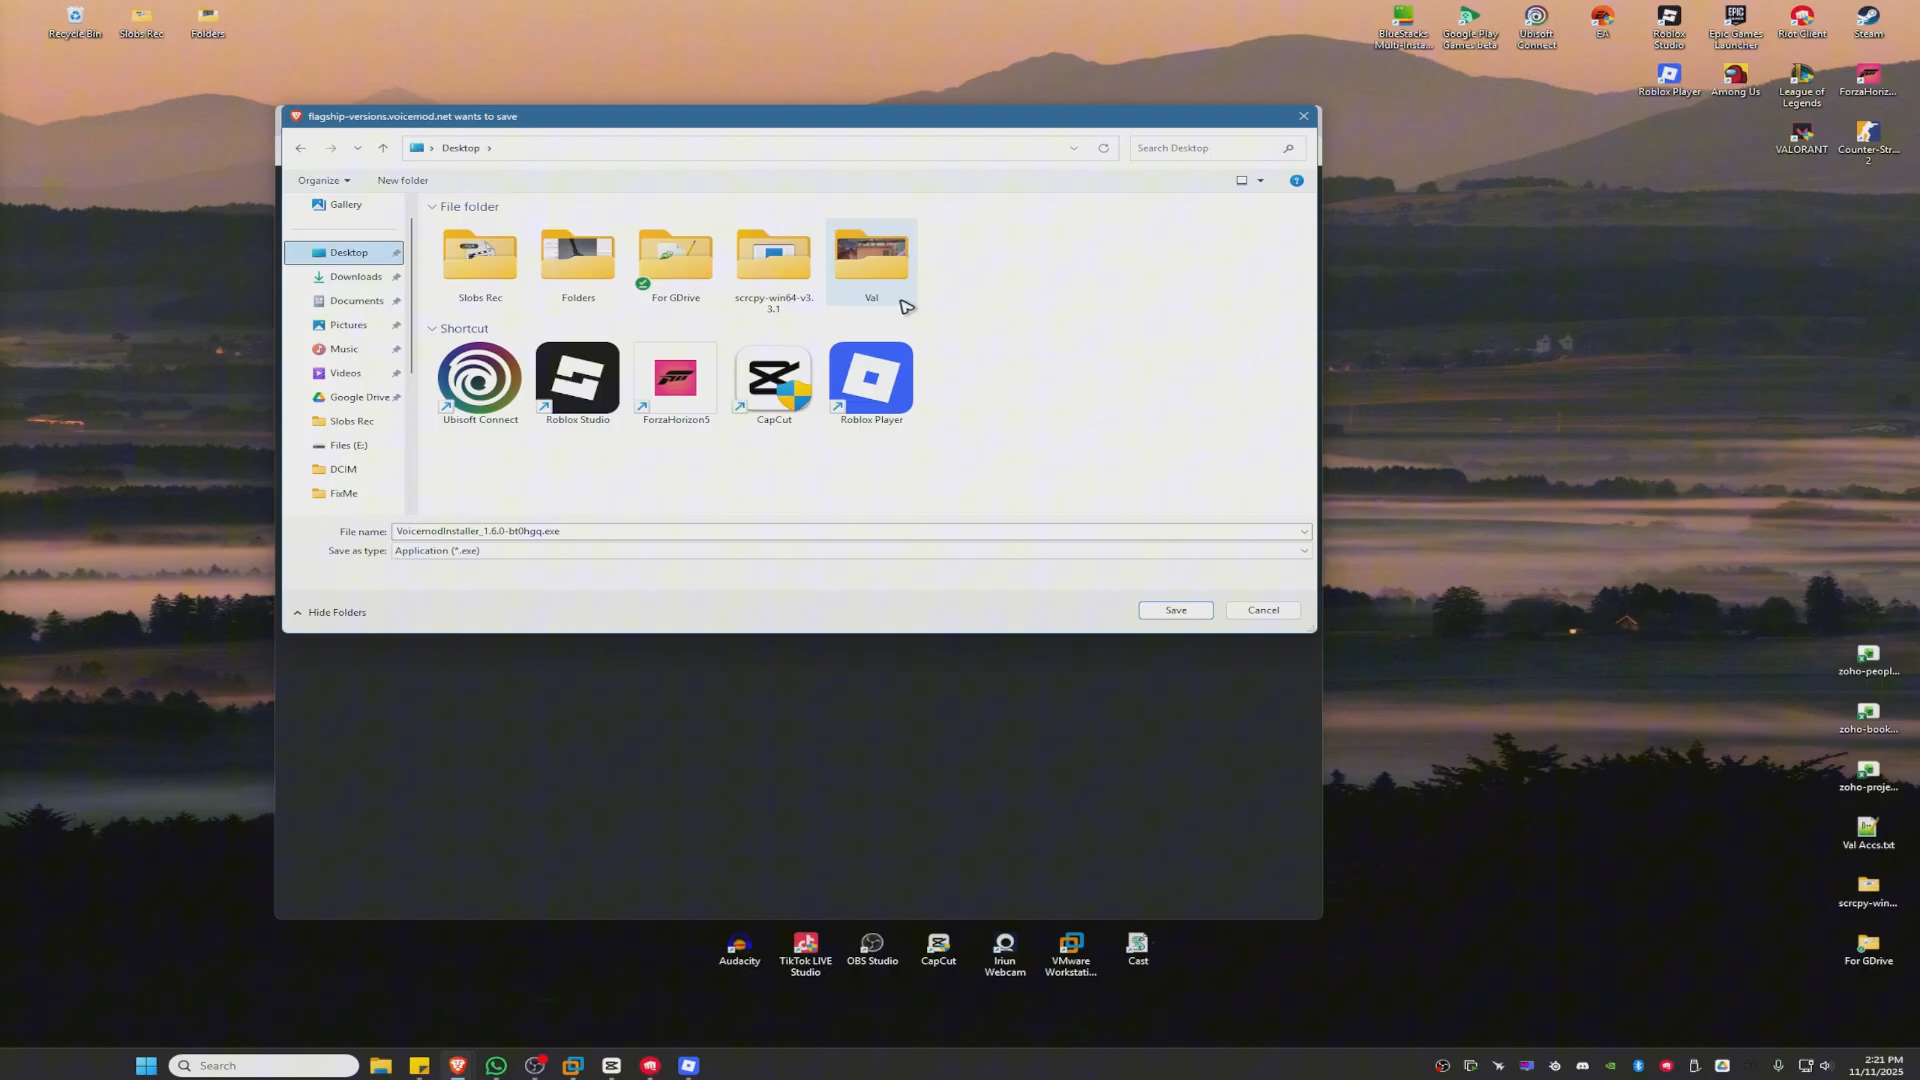 Recycle Bin
Slobs Rec
Folders
BlueStacks
Multi-Insta...
Google Play
Games beta
Ubisoft
Connect
EA
Roblox
Studio
Epic Games
Launcher
Riot Client
Steam
Roblox Player
Among Us
League of
Legends
ForzaHoriz...
VALORANT
Counter-Str...
2
flagship-versions.voicemod.net wants to save
Desktop
Search Desktop
Organize
New folder
Gallery
Desktop
Downloads
Documents
Pictures
Music
Videos
Google Drive
Slobs Rec
Files (E:)
DCIM
FixMe
File folder
Slobs Rec
Folders
For GDrive
scrcpy-win64-v3.
3.1
Val
Shortcut
Ubisoft Connect
Roblox Studio
ForzaHorizon5
CapCut
Roblox Player
File name:
VoicemodInstaller_1.6.0-bt0hgq.exe
Save as type:
Application (*.exe)
Hide Folders
Save
Cancel
zoho-peopl...
zoho-book...
zoho-proje...
Val Accs.txt
scrcpy-win...
For GDrive
Audacity
TikTok LIVE
Studio
OBS Studio
CapCut
Iriun
Webcam
VMware
Workstati...
Cast
Search
2:21 PM
11/11/2025